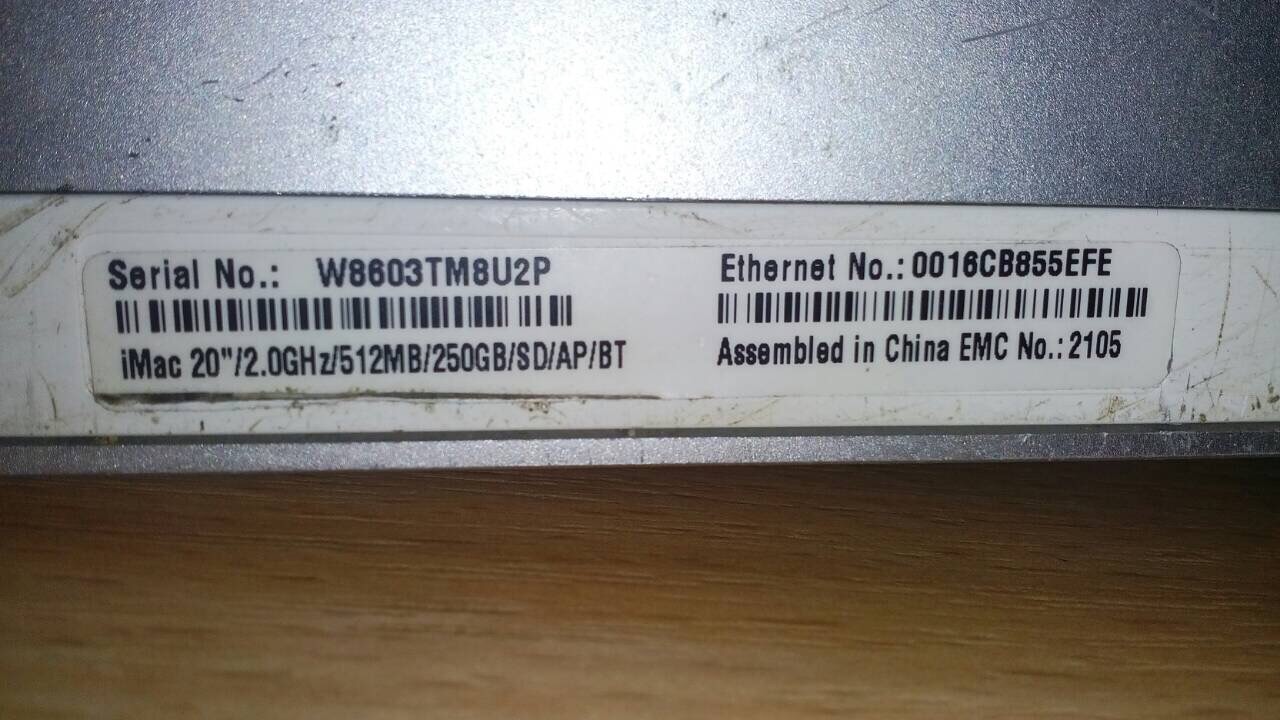 Serial No.: W8603TM8U2P
iMac 20"/2.0GHz/512MB/250GB/SD/AP/BT
Ethernet No.: 0016CB855EFE
Assembled in China EMC No.: 2105